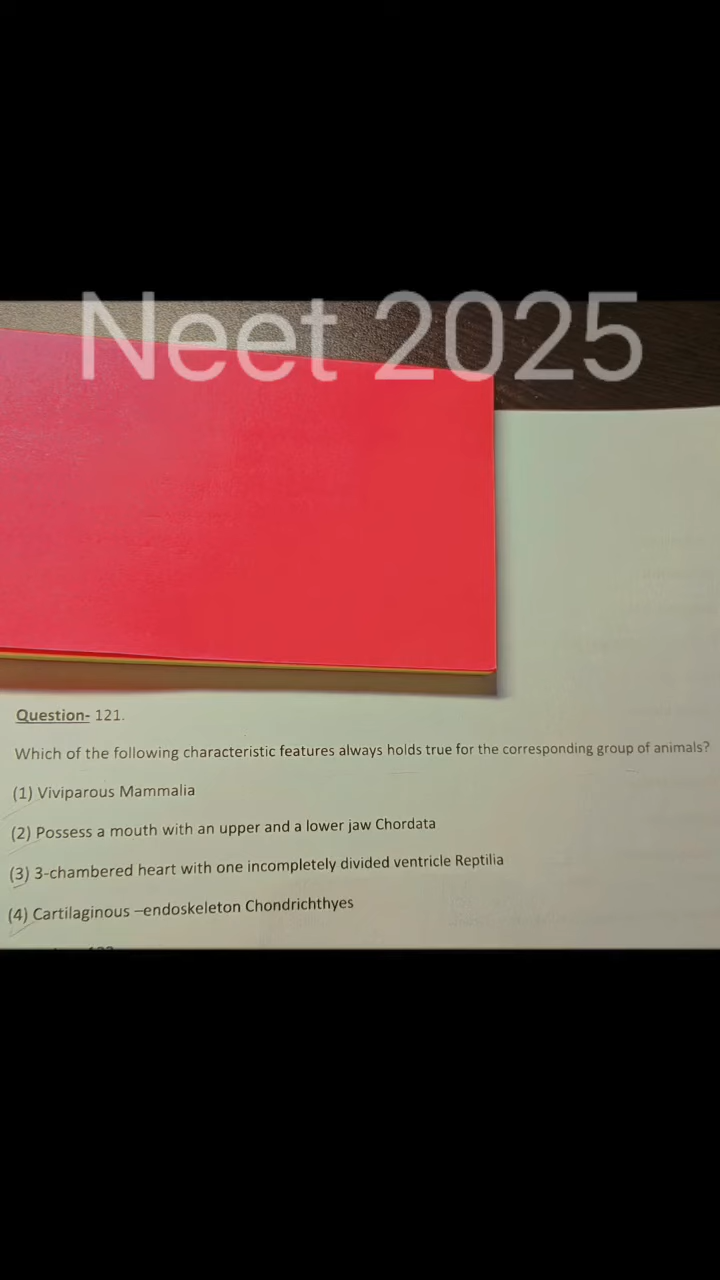 Neet 2025
Question- 121.
Which of the following characteristic features always holds true for the corresponding group of animals?
(1) Viviparous Mammalia
(2) Possess a mouth with an upper and a lower jaw Chordata
(3) 3-chambered heart with one incompletely divided ventricle Reptilia
(4) Cartilaginous –endoskeleton Chondrichthyes